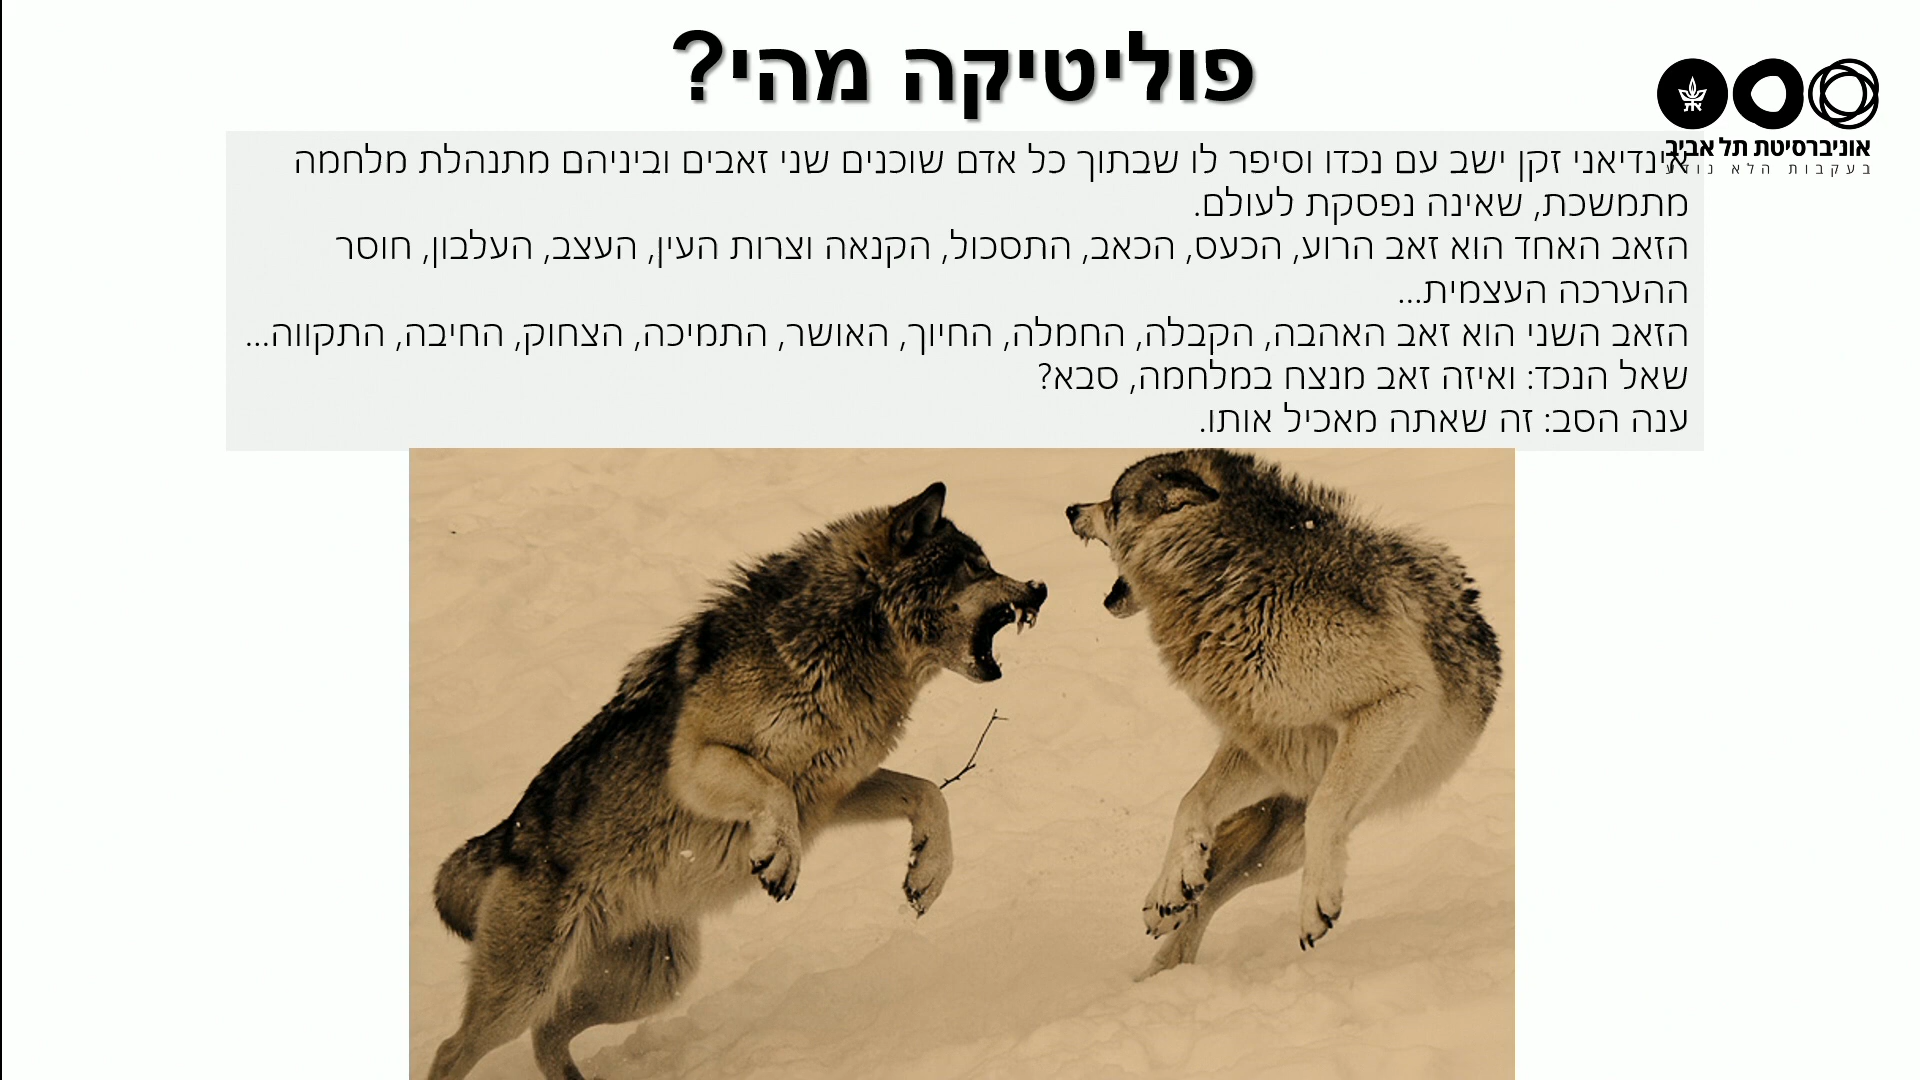 פוליטיקה מהי?
אוניברסיטת תל אביב
בעקבות הלא נודע
אינדיאני זקן ישב עם נכדו וסיפר לו שבתוך כל אדם שוכנים שני זאבים וביניהם מתנהלת מלחמה
מתמשכת, שאינה נפסקת לעולם.
הזאב האחד הוא זאב הרוע, הכעס, הכאב, התסכול, הקנאה וצרות העין, העצב, העלבון, חוסר
ההערכה העצמית...
הזאב השני הוא זאב האהבה, הקבלה, החמלה, החיוך, האושר, התמיכה, הצחוק, החיבה, התקווה...
שאל הנכד: ואיזה זאב מנצח במלחמה, סבא?
ענה הסב: זה שאתה מאכיל אותו.